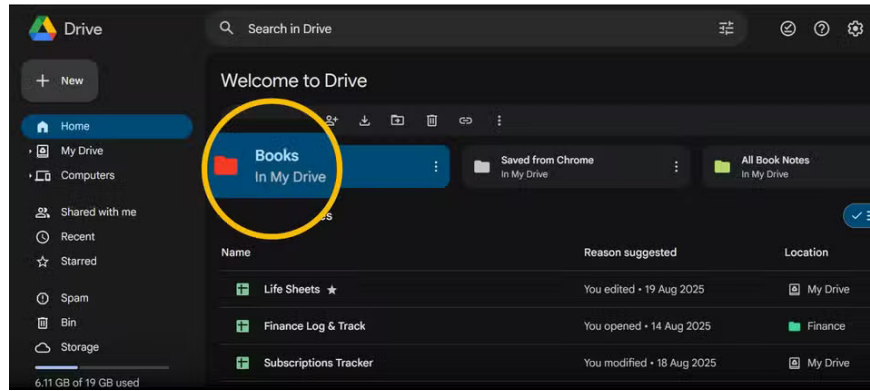 Drive
Search in Drive
New
Welcome to Drive
Home
My Drive
Computers
Shared with me
Recent
Starred
Spam
Bin
Storage
6.11 GB of 19 GB used
Books
In My Drive
Saved from Chrome
In My Drive
All Book Notes
In My Drive
Name Reason suggested Location
Life Sheets You edited • 19 Aug 2025 My Drive
Finance Log & Track You opened • 14 Aug 2025 Finance
Subscriptions Tracker You modified • 18 Aug 2025 My Drive